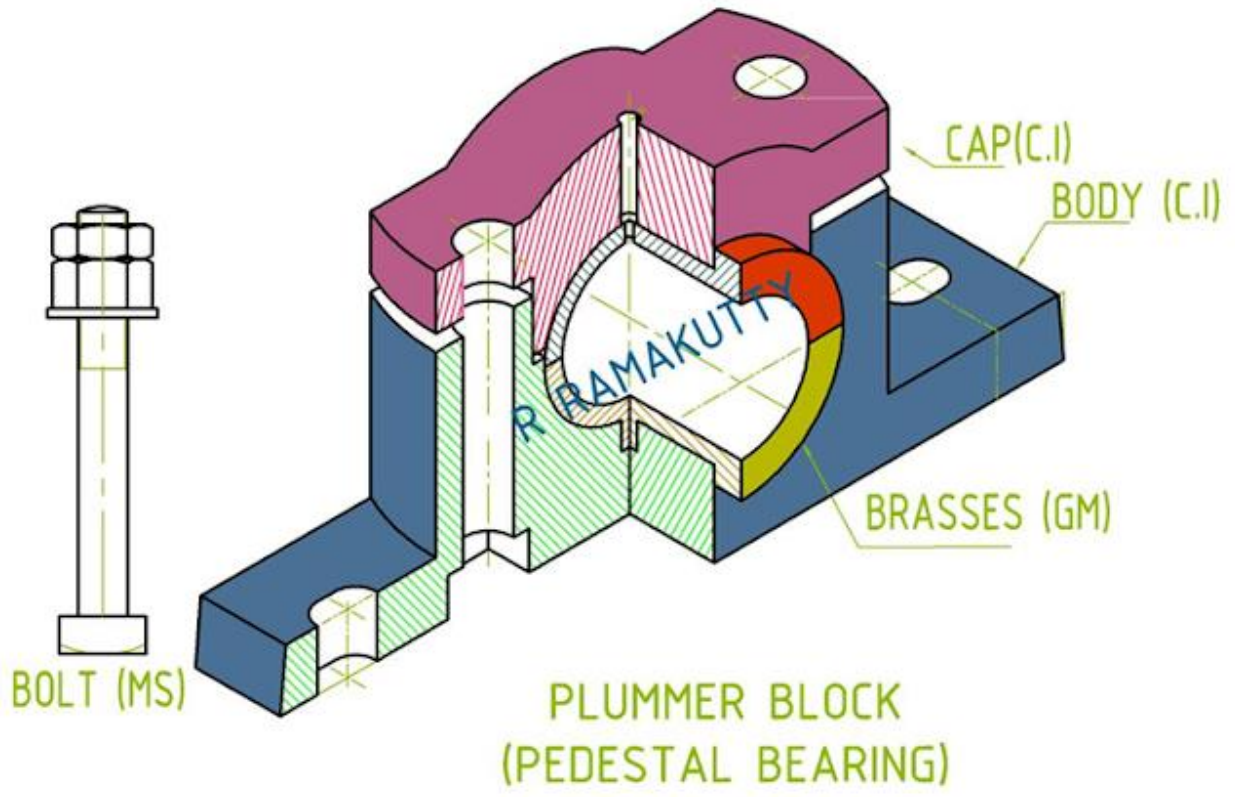 CAP(C.I)
BODY (C.I)
R RAMAKUTTY
BRASSES (GM)
BOLT (MS)
PLUMMER BLOCK
(PEDESTAL BEARING)